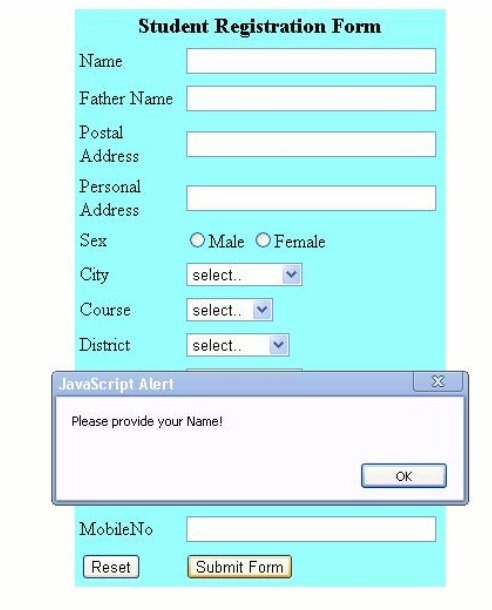 Student Registration Form
Name
Father Name
Postal
Address
Personal
Address
Sex Male Female
City select..
Course select..
District select..
JavaScript Alert
Please provide your Name!
OK
MobileNo
Reset Submit Form